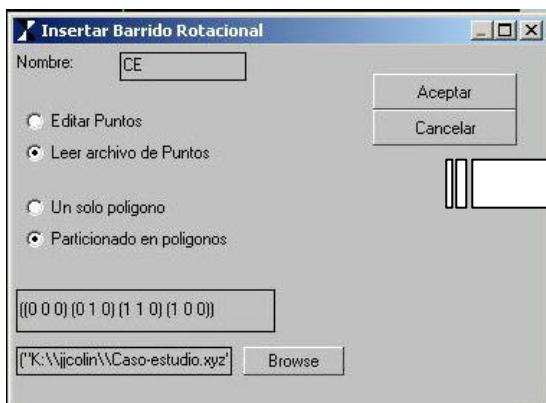 Insertar Barrido Rotacional
Nombre: CE
Aceptar
Editar Puntos
Cancelar
Leer archivo de Puntos
Un solo poligono
Particionado en poligonos
((0 0 0) (0 1 0) (1 1 0) (1 0 0))
("K:\\jjcolin\\Caso-estudio.xyz" Browse